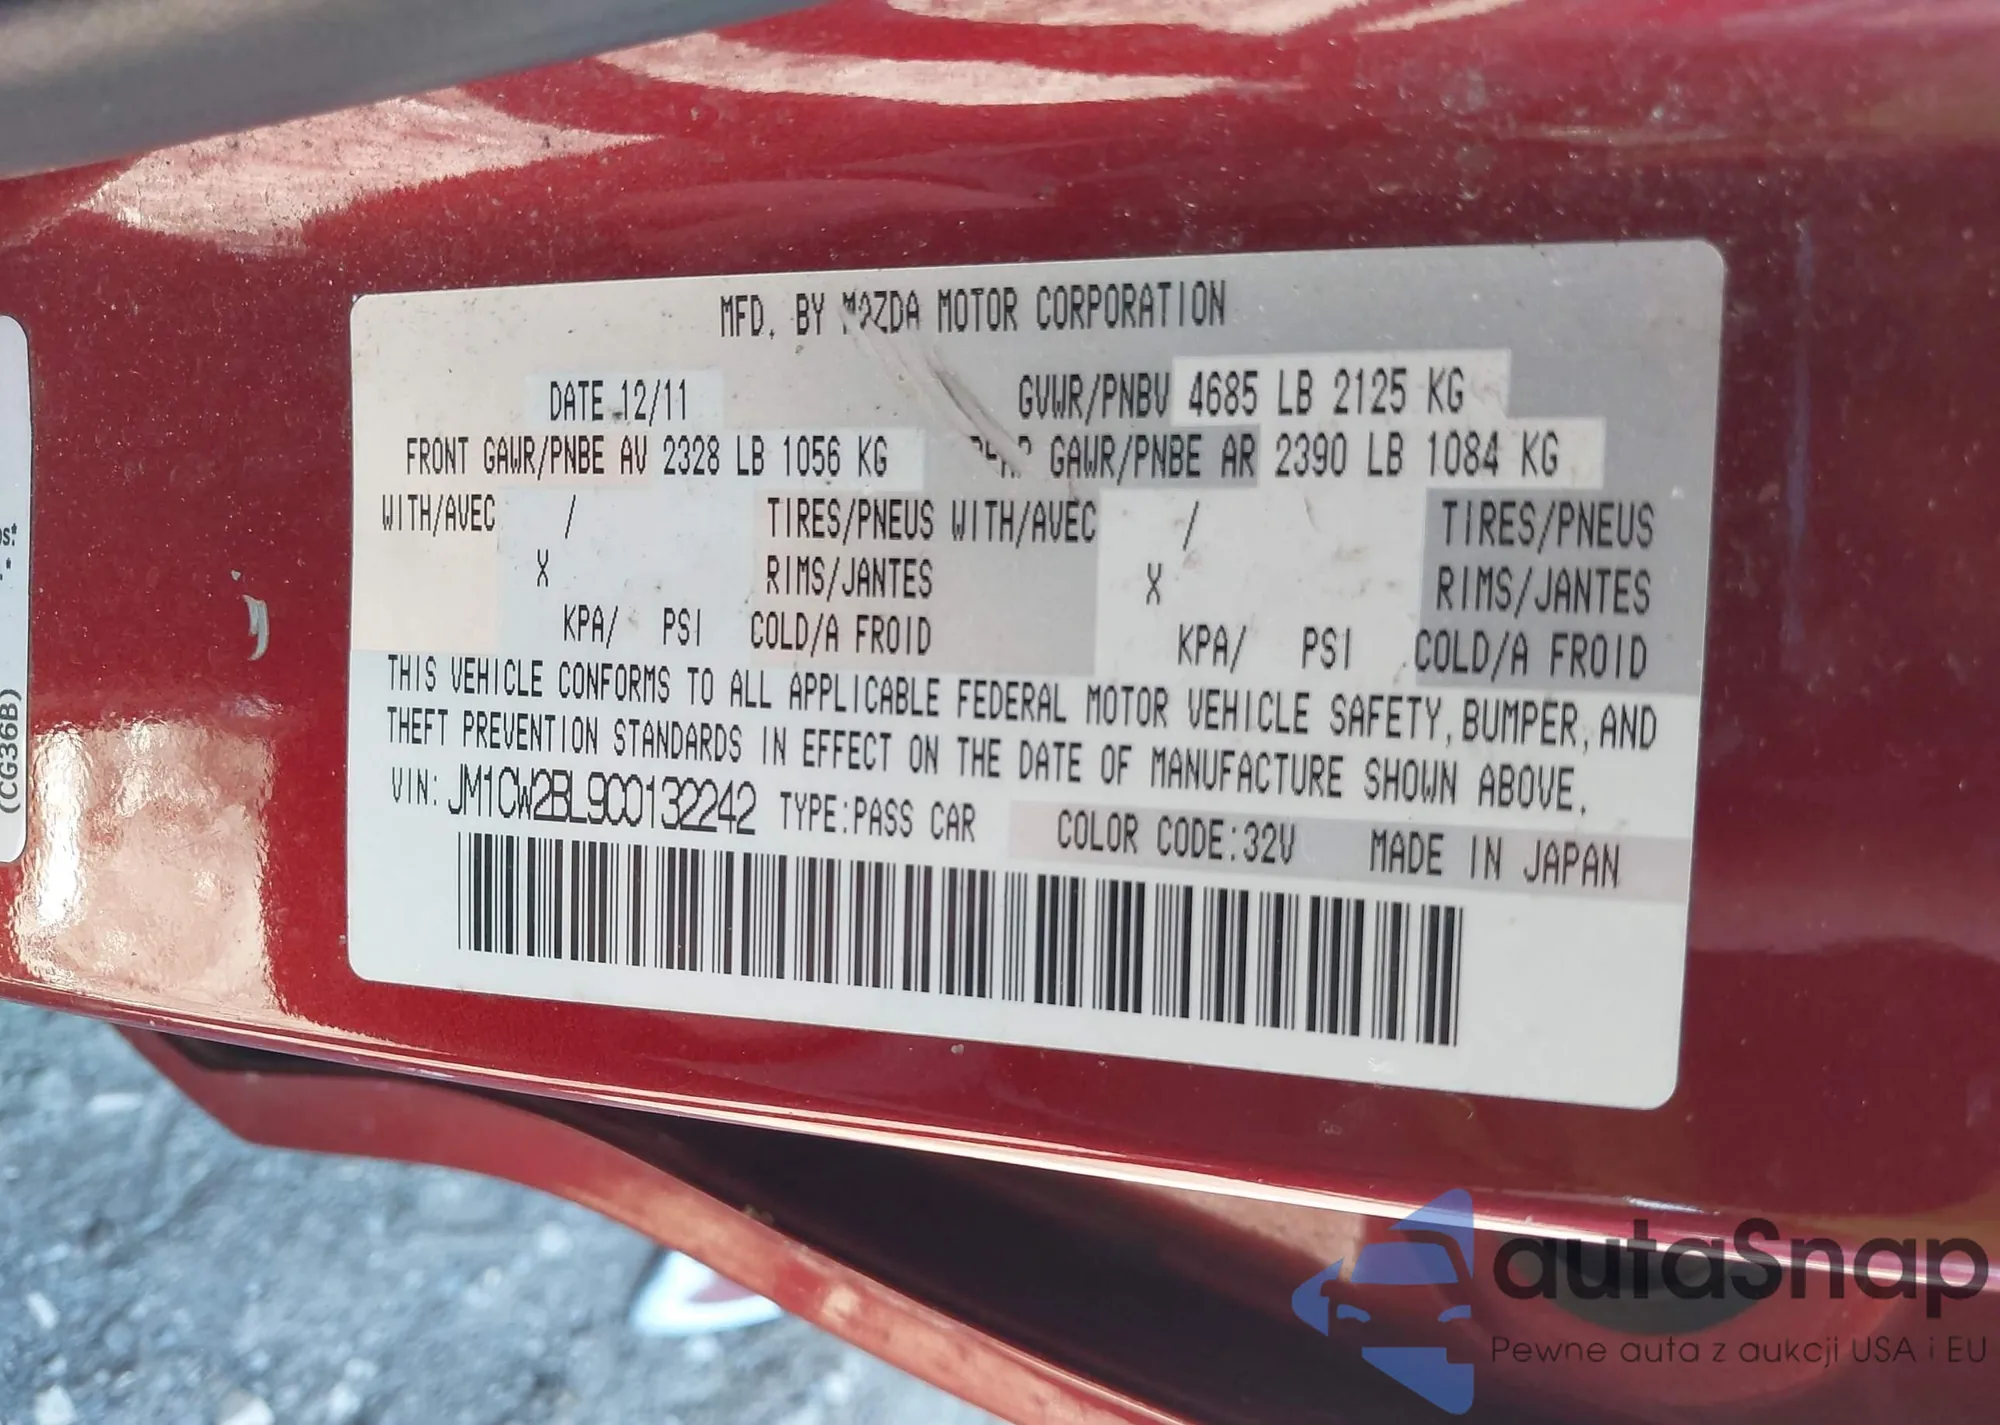 MFD. BY MAZDA MOTOR CORPORATION
DATE 12/11 GVWR/PNBV 4685 LB 2125 KG
FRONT GAWR/PNBE AV 2328 LB 1056 KG REAR GAWR/PNBE AR 2390 LB 1084 KG
WITH/AVEC / TIRES/PNEUS WITH/AVEC / TIRES/PNEUS
X RIMS/JANTES X RIMS/JANTES
KPA/ PSI COLD/A FROID KPA/ PSI COLD/A FROID
THIS VEHICLE CONFORMS TO ALL APPLICABLE FEDERAL MOTOR VEHICLE SAFETY, BUMPER, AND
THEFT PREVENTION STANDARDS IN EFFECT ON THE DATE OF MANUFACTURE SHOWN ABOVE.
VIN: JM1CW2BL9C0132242 TYPE:PASS CAR COLOR CODE:32V MADE IN JAPAN
(CG36B)
autaSnap
Pewne auta z aukcji USA i EU